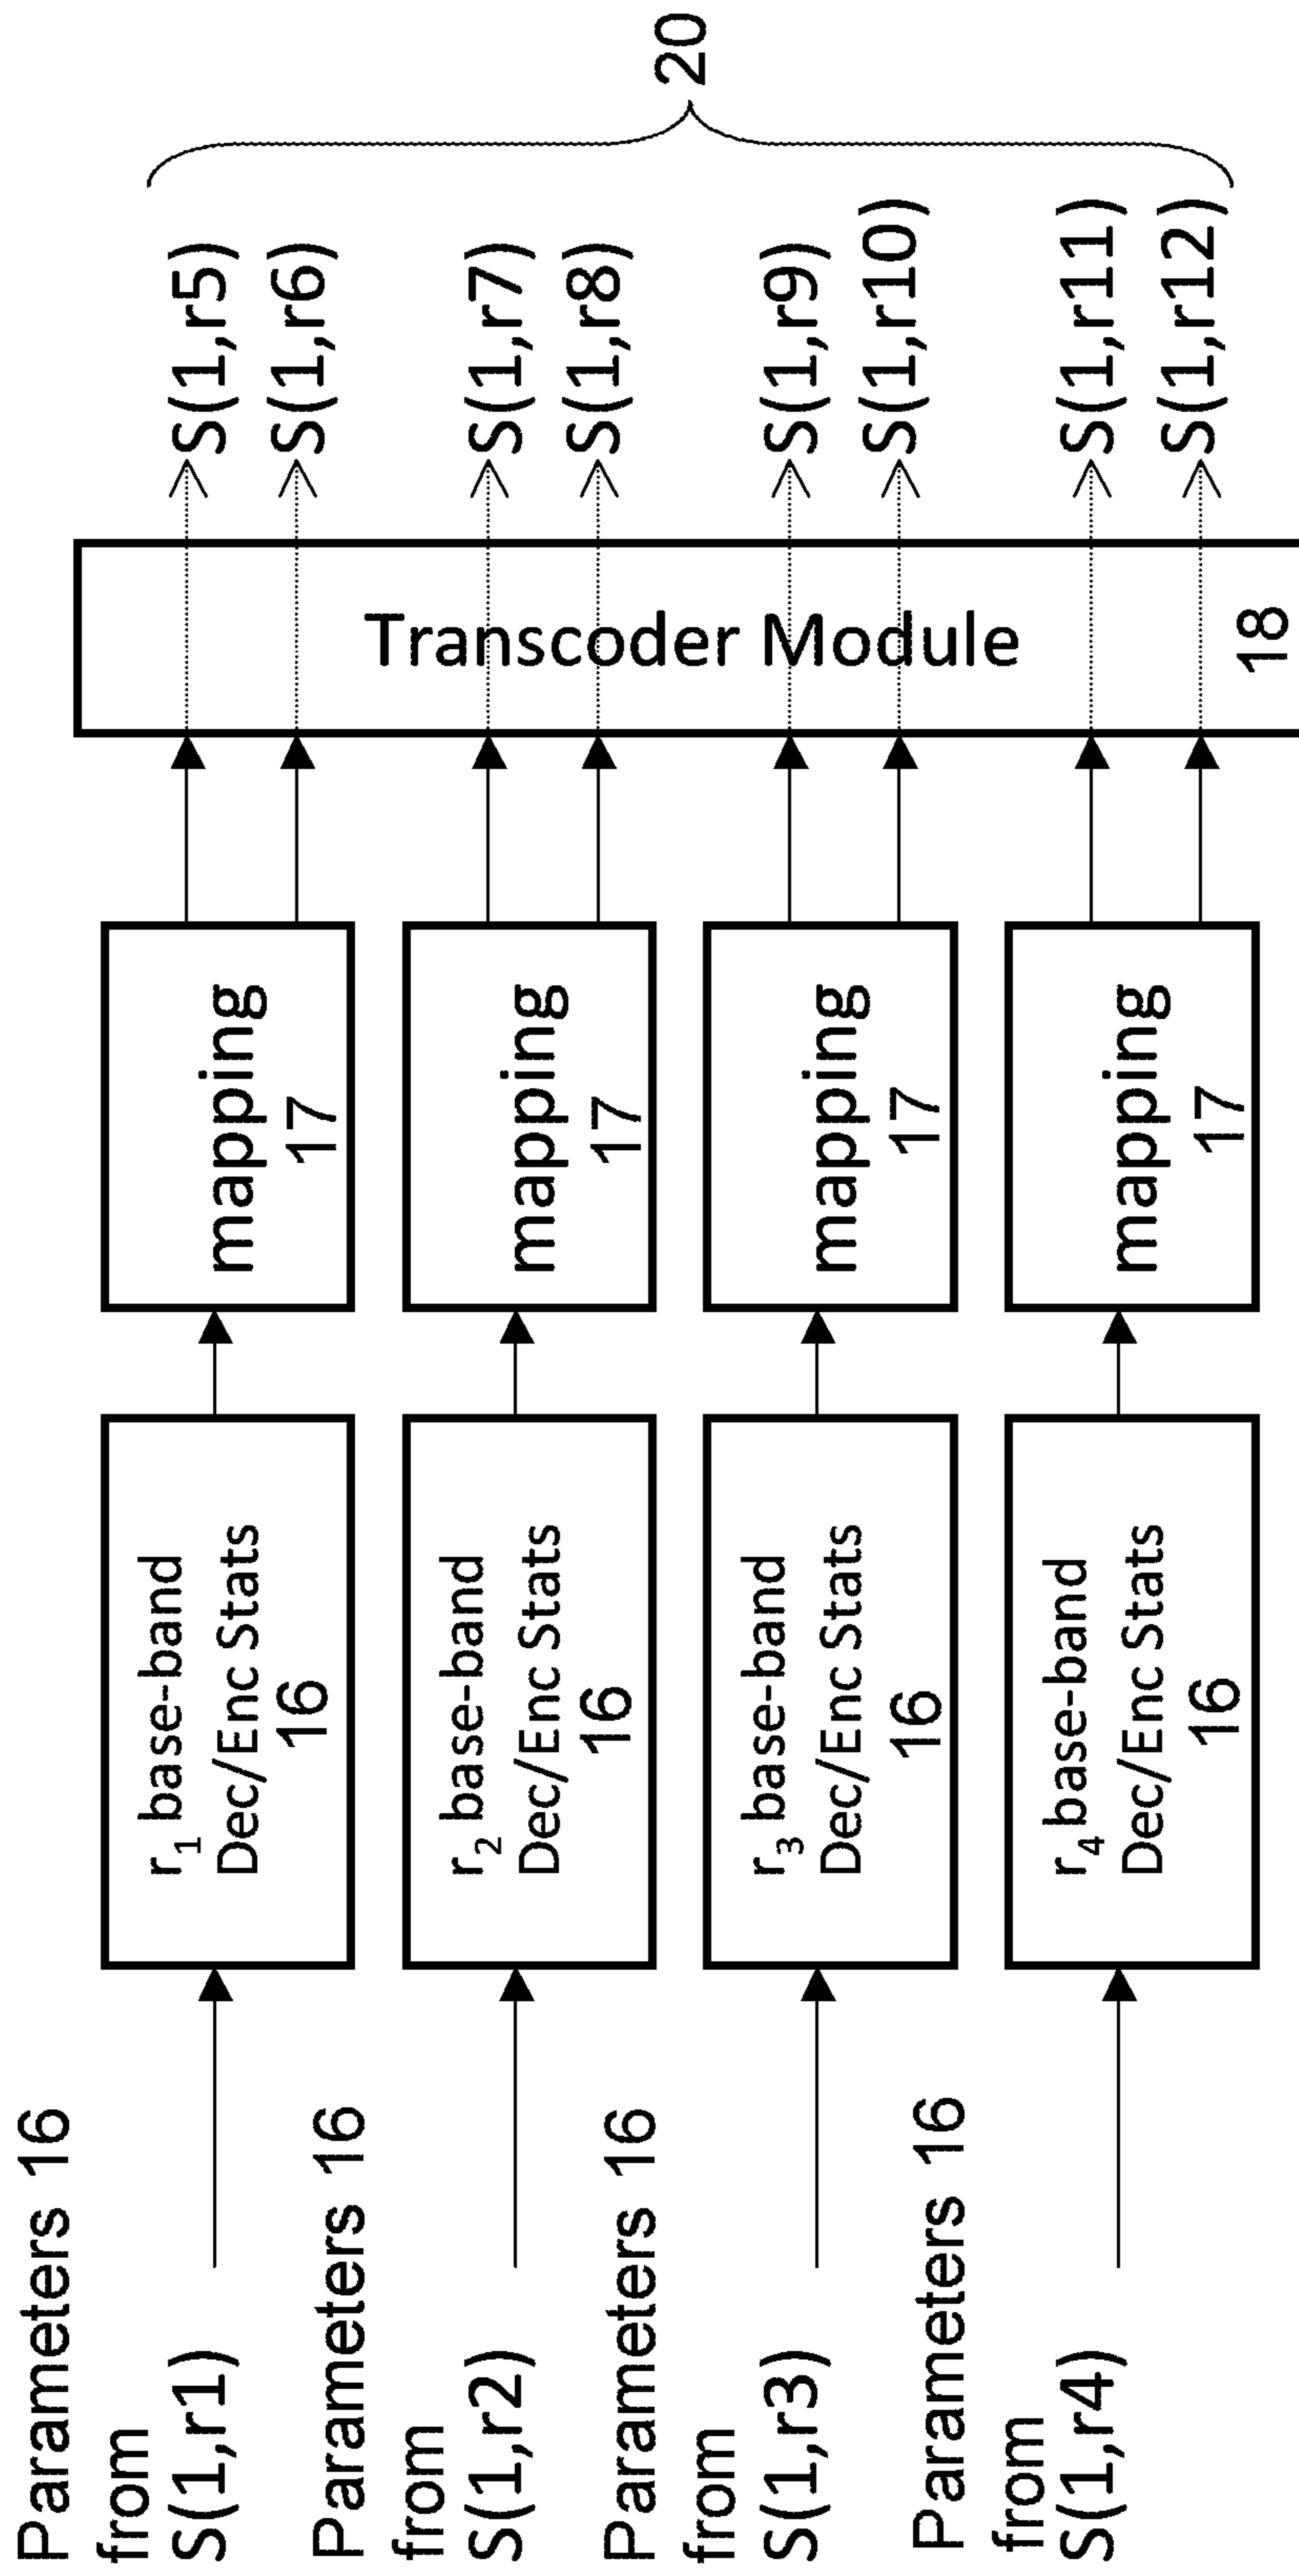 Parameters 16
from
S(1,r1)
r1 base-band
Dec/Enc Stats
16
mapping
17
S(1,r5)
S(1,r6)
Parameters 16
from
S(1,r2)
r2 base-band
Dec/Enc Stats
16
mapping
17
S(1,r7)
S(1,r8)
Parameters 16
from
S(1,r3)
r3 base-band
Dec/Enc Stats
16
mapping
17
S(1,r9)
S(1,r10)
Parameters 16
from
S(1,r4)
r4 base-band
Dec/Enc Stats
16
mapping
17
S(1,r11)
S(1,r12)
Transcoder Module
18
20